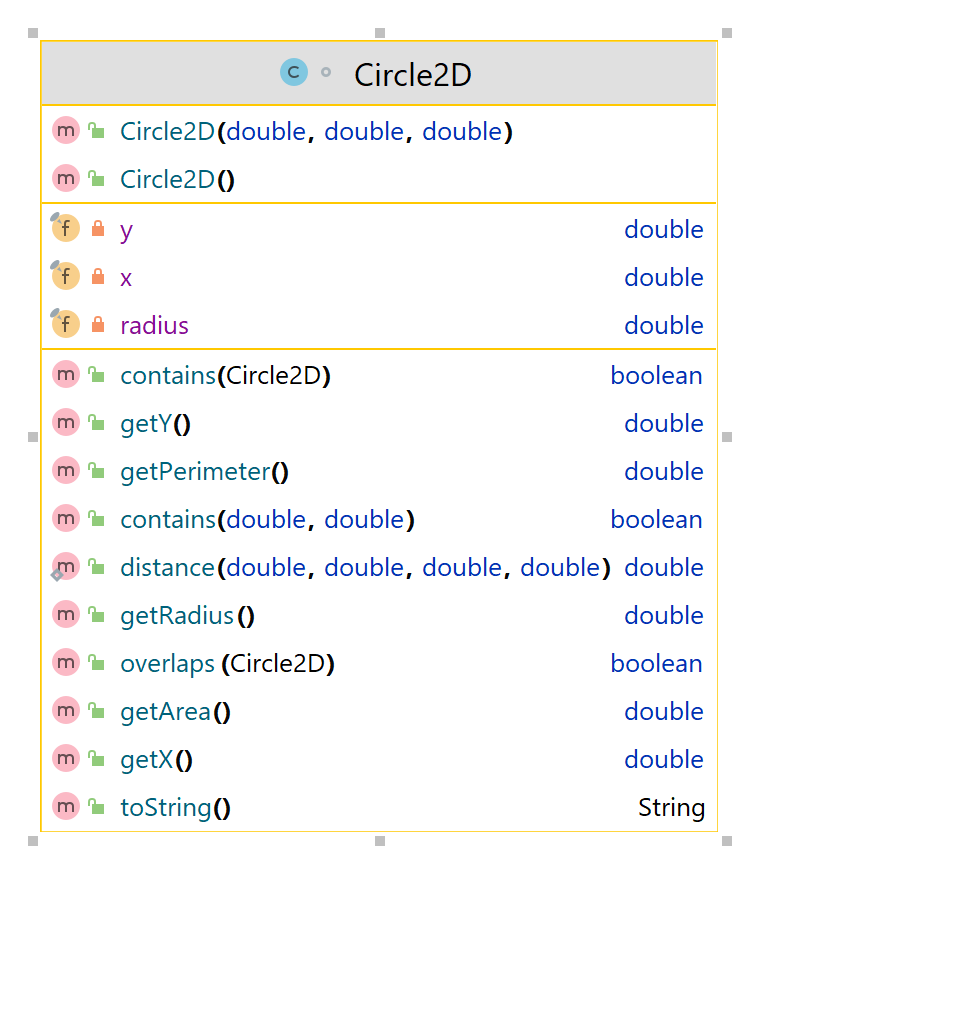 C Circle2D
m Circle2D(double, double, double)
m Circle2D()
f y double
f x double
f radius double
m contains(Circle2D) boolean
m getY() double
m getPerimeter() double
m contains(double, double) boolean
m distance(double, double, double, double) double
m getRadius() double
m overlaps (Circle2D) boolean
m getArea() double
m getX() double
m toString() String